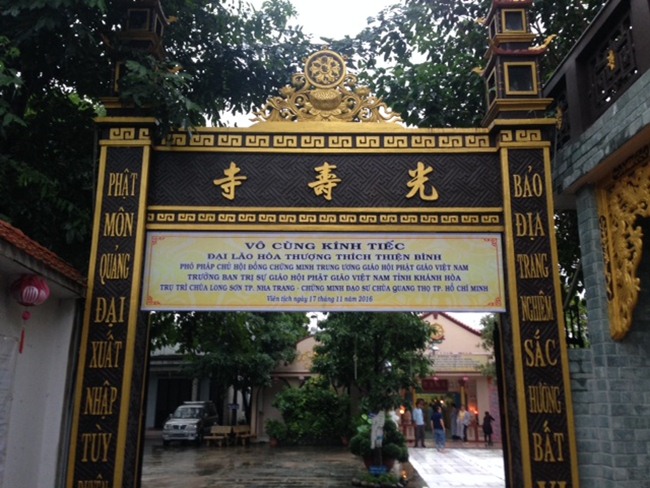 光壽寺
VÔ CÙNG KÍNH TIẾC
ĐẠI LÃO HÒA THƯỢNG THÍCH THIỆN BÌNH
PHÓ PHÁP CHỦ HỘI ĐỒNG CHỨNG MINH TRUNG ƯƠNG GIÁO HỘI PHẬT GIÁO VIỆT NAM
TRƯỞNG BAN TRỊ SỰ GIÁO HỘI PHẬT GIÁO VIỆT NAM TỈNH KHÁNH HÒA
TRỤ TRÌ CHÙA LONG SƠN TP. NHA TRANG - CHỨNG MINH ĐẠO SƯ CHÙA QUANG THỌ TP. HỒ CHÍ MINH
Viên tịch ngày 17 tháng 11 năm 2016
PHẬT
MÔN
QUẢNG
ĐẠI
XUẤT
NHẬP
TÙY
BẢO
ĐỊA
TRANG
NGHIÊM
SẮC
HƯƠNG
BẤT